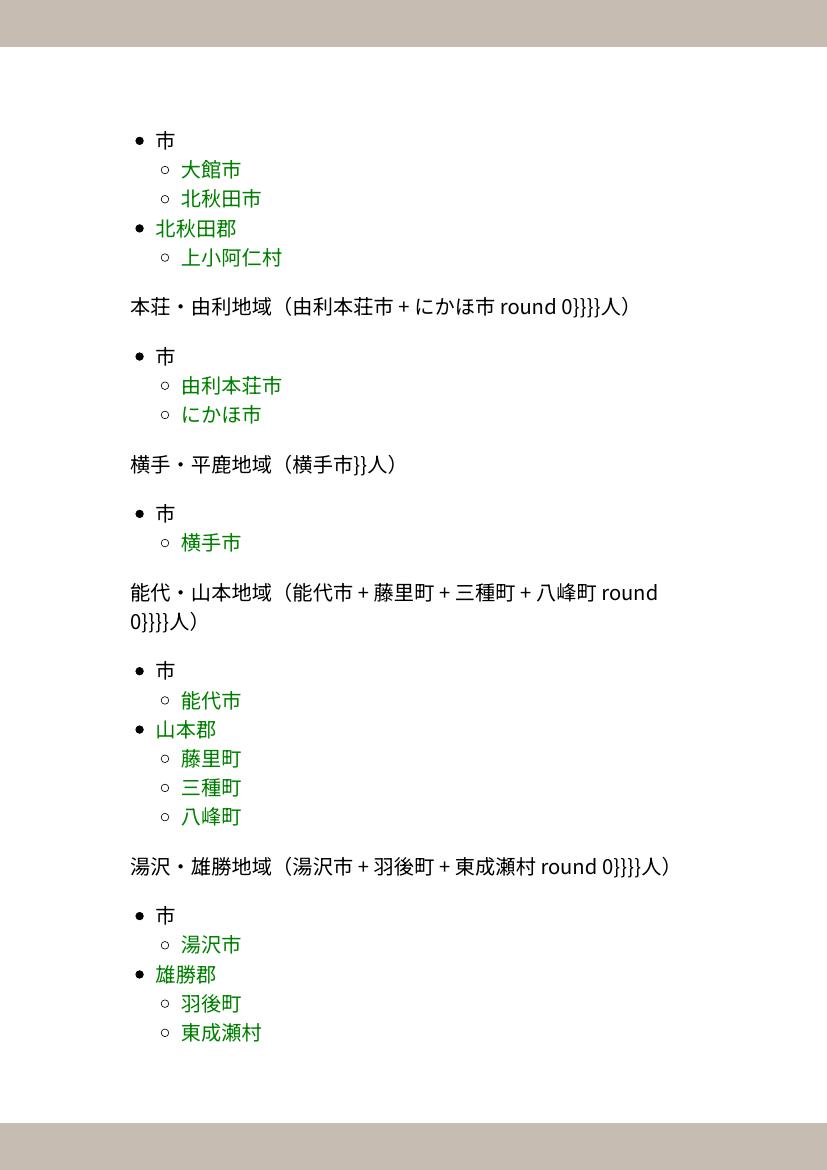 市
大館市
北秋田市
北秋田郡
上小阿仁村
本荘・由利地域（由利本荘市 + にかほ市 round 0}}}}人）
市
由利本荘市
にかほ市
横手・平鹿地域（横手市}}人）
市
横手市
能代・山本地域（能代市 + 藤里町 + 三種町 + 八峰町 round
0}}}}人）
市
能代市
山本郡
藤里町
三種町
八峰町
湯沢・雄勝地域（湯沢市 + 羽後町 + 東成瀬村 round 0}}}}人）
市
湯沢市
雄勝郡
羽後町
東成瀬村